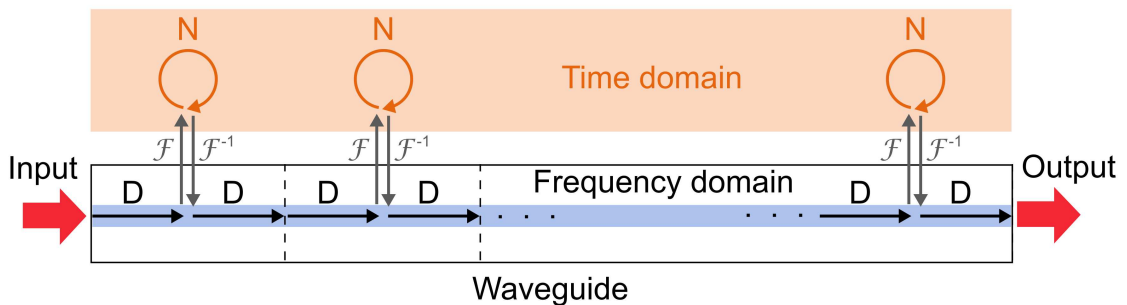 N N N
Time domain
ℱ ℱ⁻¹ ℱ ℱ⁻¹ ℱ ℱ⁻¹
Input
Output
Frequency domain
D D D D D D
. . . . . .
Waveguide